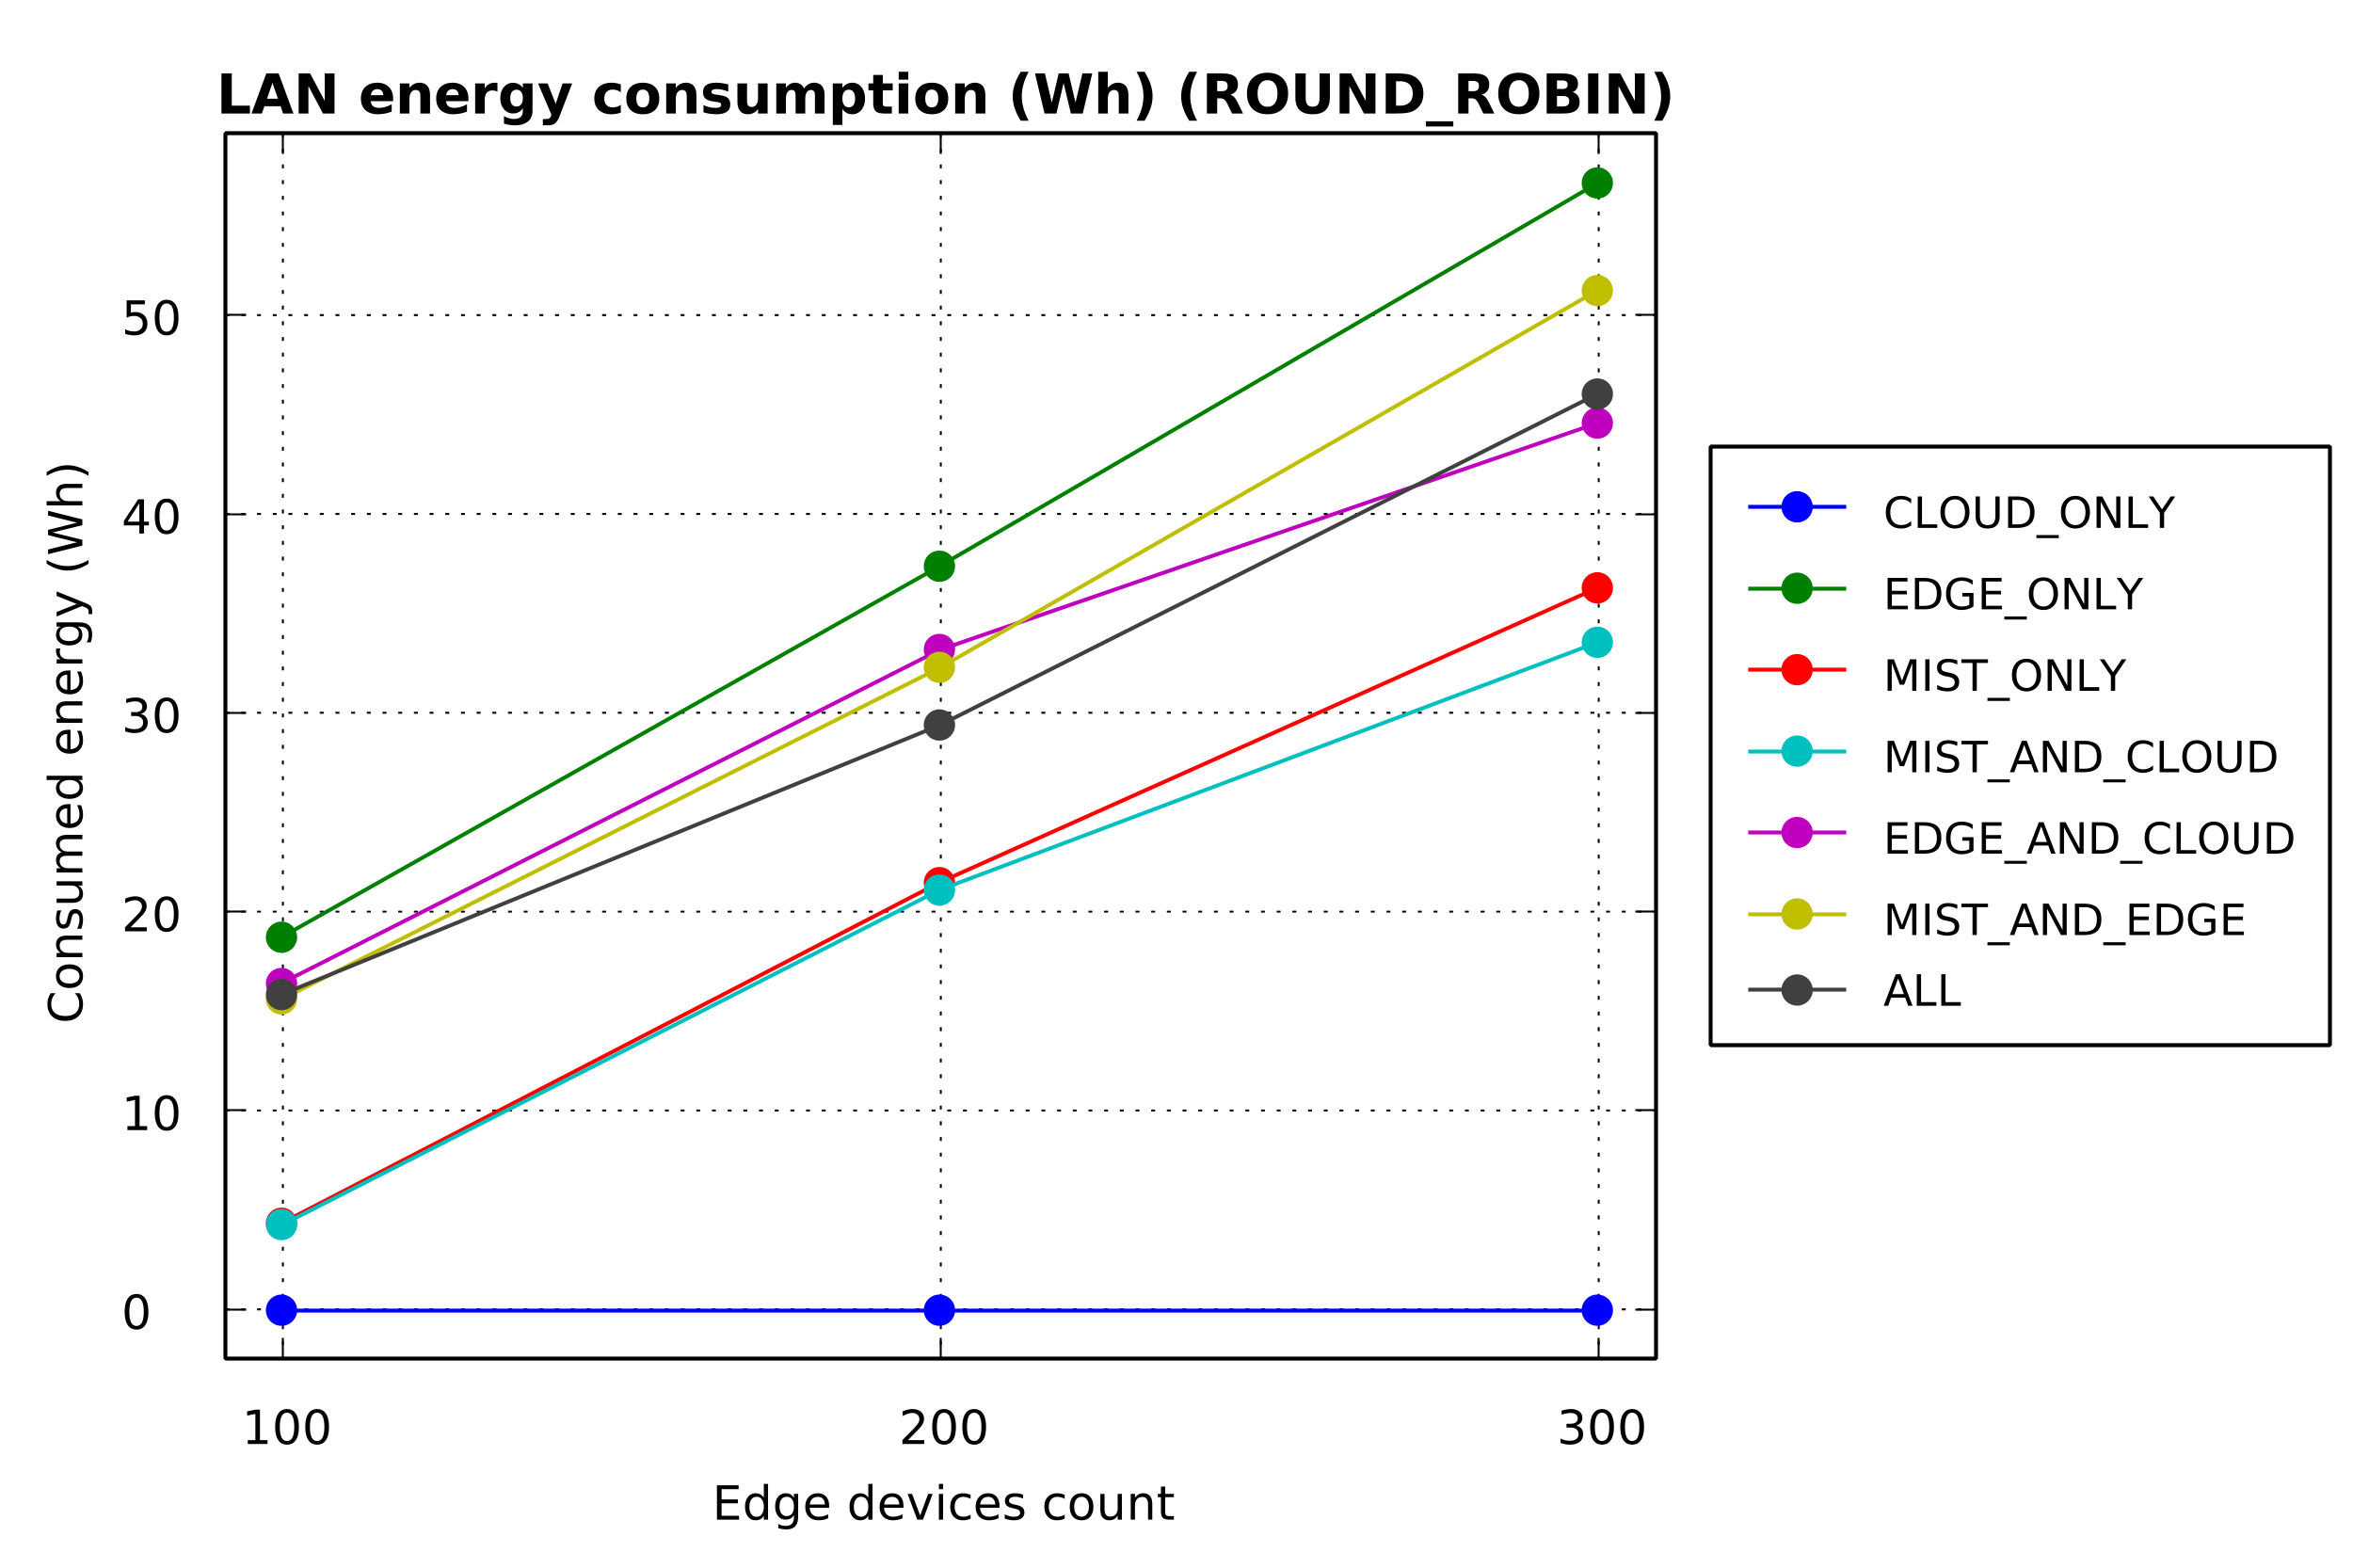 LAN energy consumption (Wh) (ROUND_ROBIN)
Consumed energy (Wh)
50
40
30
20
10
0
100 200 300
Edge devices count
CLOUD_ONLY
EDGE_ONLY
MIST_ONLY
MIST_AND_CLOUD
EDGE_AND_CLOUD
MIST_AND_EDGE
ALL